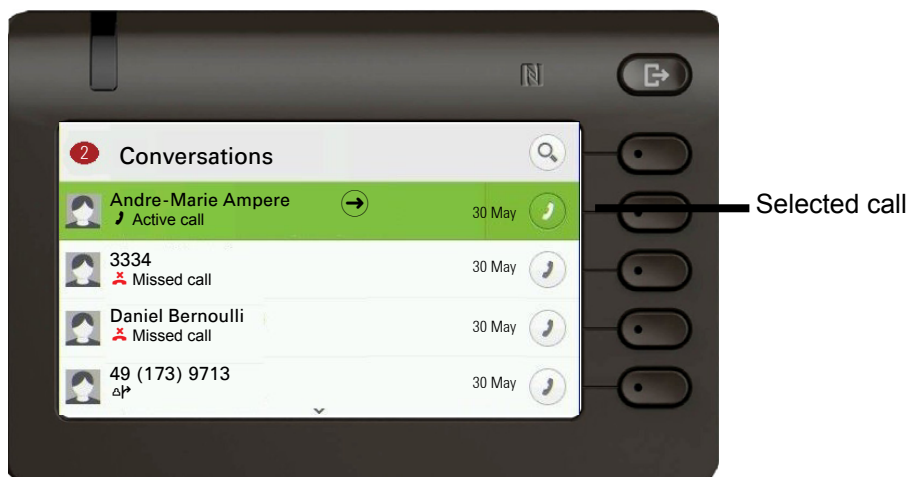 2 Conversations
Andre-Marie Ampere
Active call
30 May
3334
Missed call
30 May
Daniel Bernoulli
Missed call
30 May
49 (173) 9713
30 May
Selected call